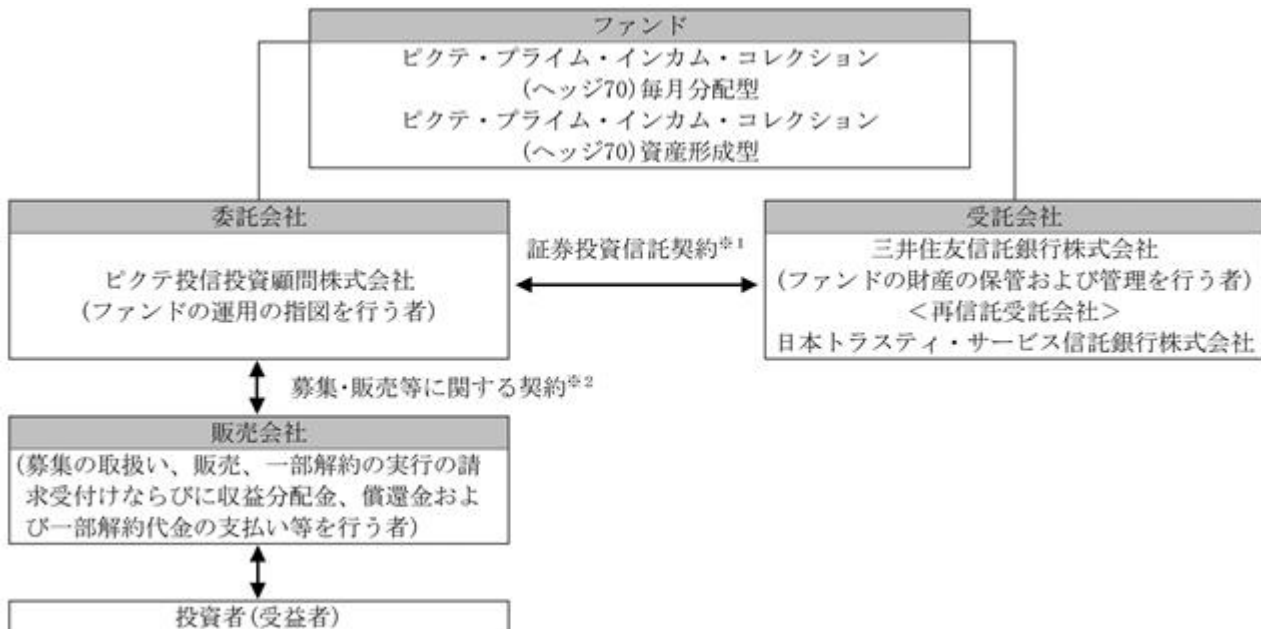 ファンド
ピクテ・プライム・インカム・コレクション
(ヘッジ70)毎月分配型
ピクテ・プライム・インカム・コレクション
(ヘッジ70)資産形成型
委託会社
ピクテ投信投資顧問株式会社
(ファンドの運用の指図を行う者)
証券投資信託契約※1
受託会社
三井住友信託銀行株式会社
(ファンドの財産の保管および管理を行う者)
＜再信託受託会社＞
日本トラスティ・サービス信託銀行株式会社
募集・販売等に関する契約※2
販売会社
(募集の取扱い、販売、一部解約の実行の請
求受付けならびに収益分配金、償還金およ
び一部解約代金の支払い等を行う者)
投資者(受益者)